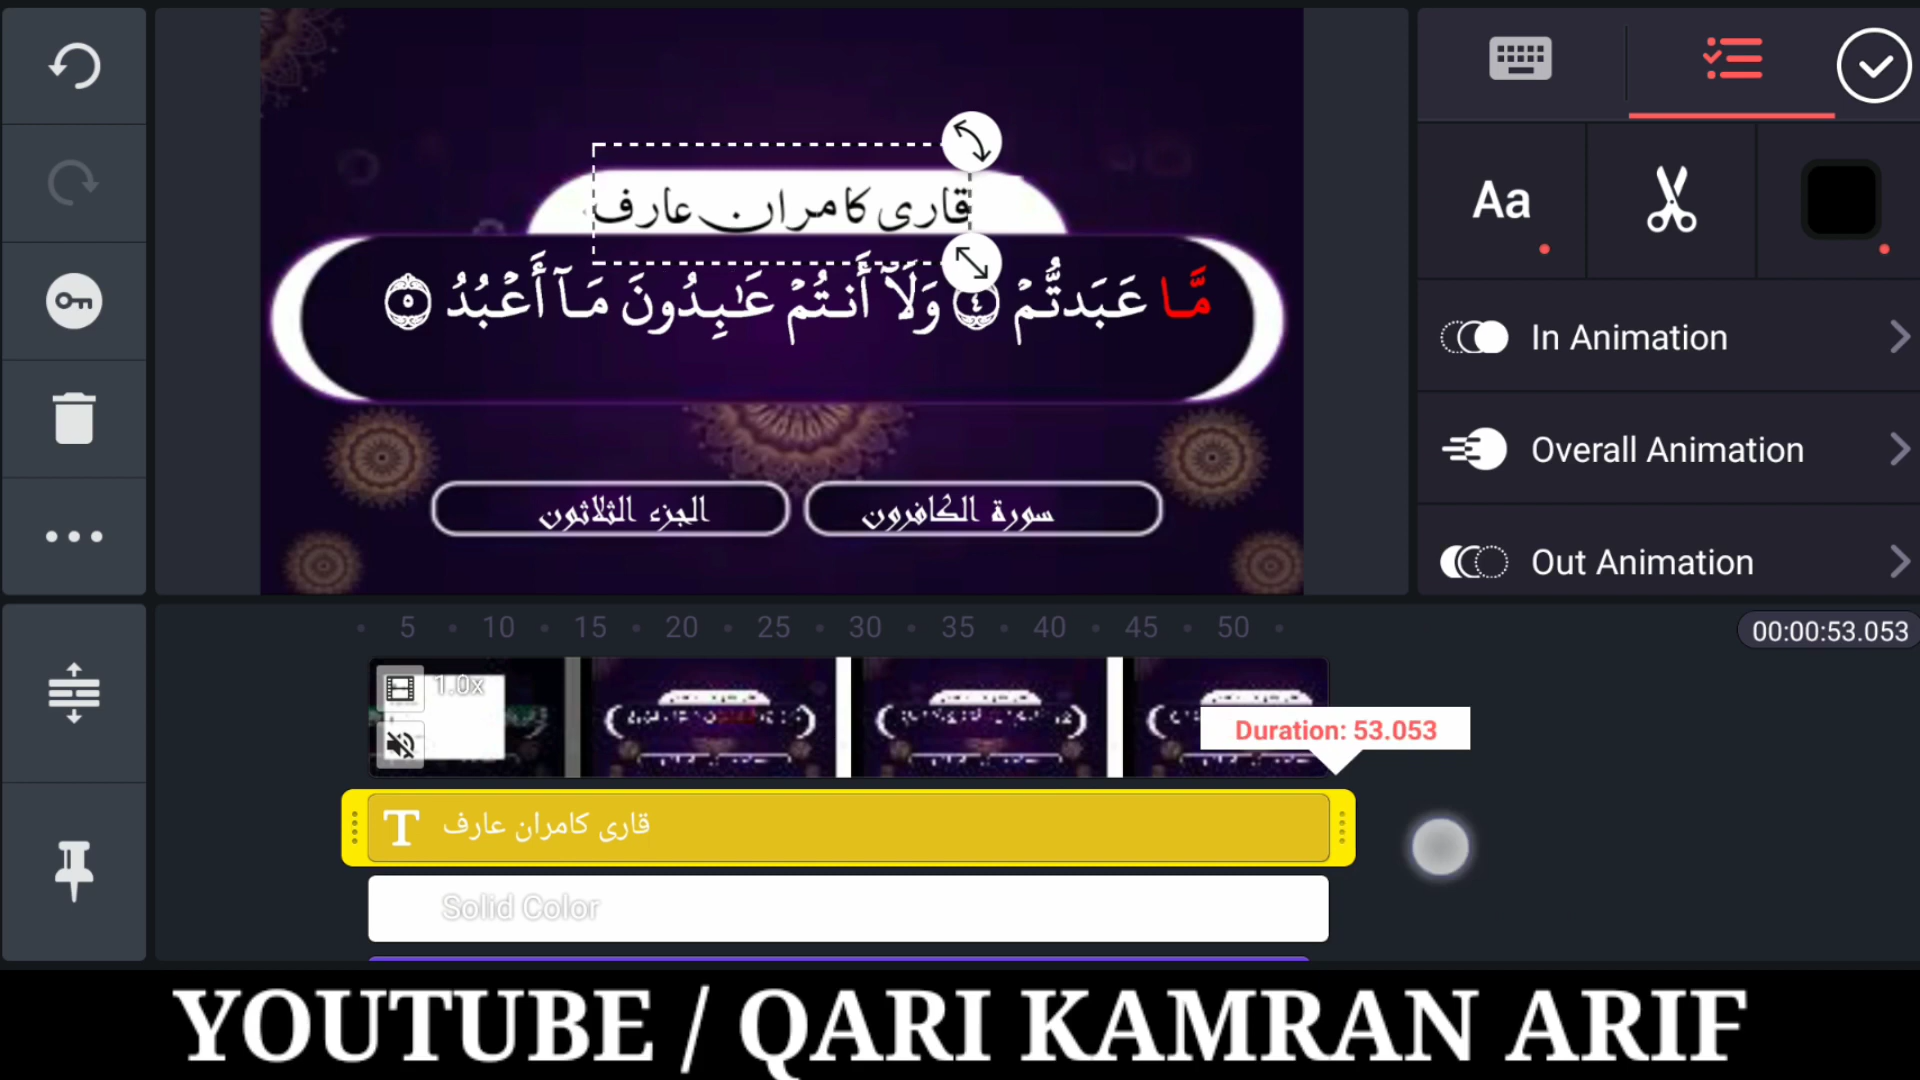 قاری کامران عارف
مَّا عَبَدتُّمۡ ٤ وَلَآ أَنتُمۡ عَٰبِدُونَ مَآ أَعۡبُدُ ٥
الجزء الثلاثون
سورة الكافرون
Aa
In Animation
Overall Animation
Out Animation
5 10 15 20 25 30 35 40 45 50
00:00:53.053
1.0x
Duration: 53.053
T قاری کامران عارف
Solid Color
YOUTUBE / QARI KAMRAN ARIF